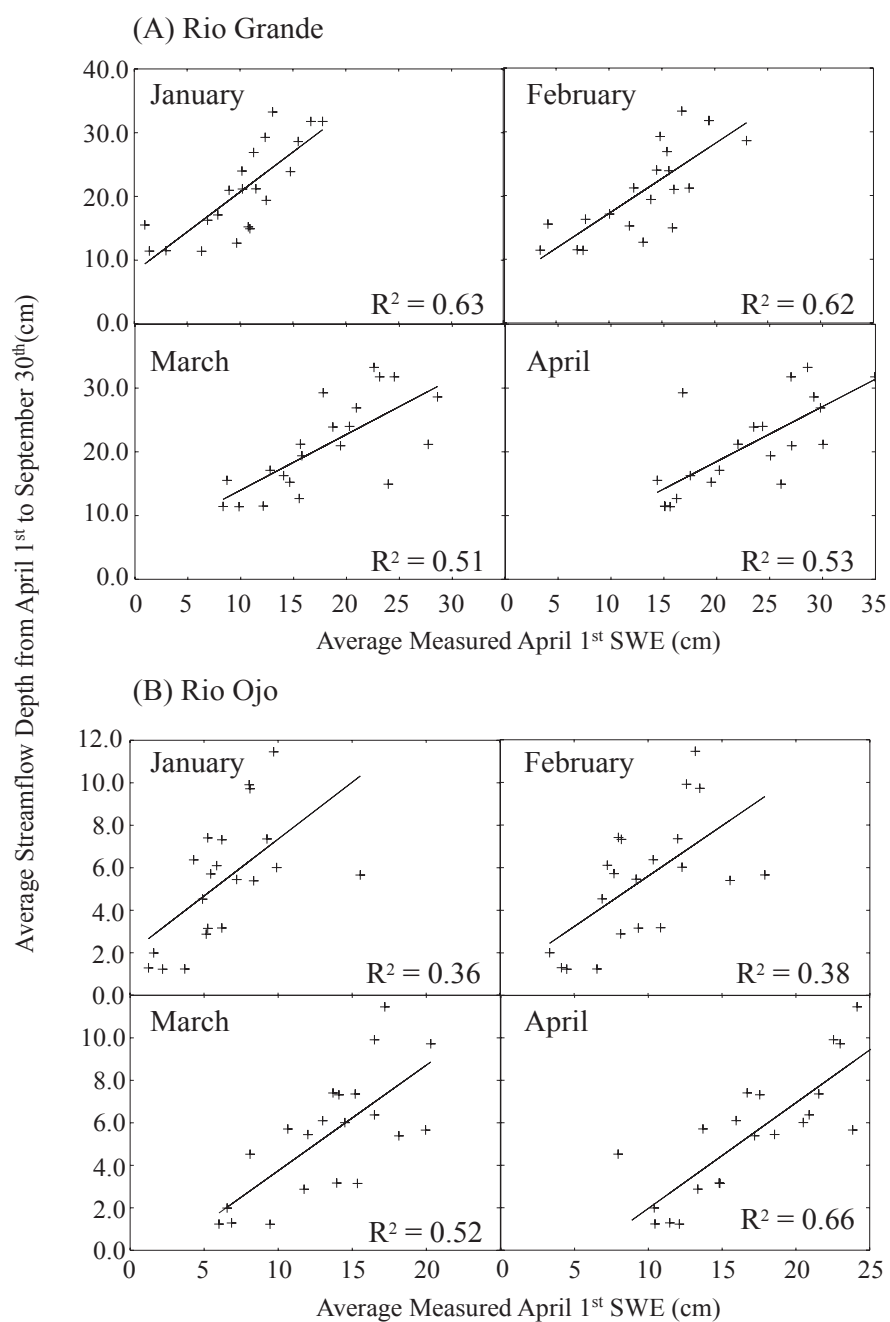 (A) Rio Grande
40.0
January
February
30.0
20.0
10.0
R² = 0.63
R² = 0.62
0.0
March
April
30.0
20.0
10.0
R² = 0.51
R² = 0.53
0.0
0 5 10 15 20 25 30 0 5 10 15 20 25 30 35
Average Measured April 1st SWE (cm)
(B) Rio Ojo
12.0
January
February
10.0
8.0
6.0
4.0
2.0
R² = 0.36
R² = 0.38
0.0
March
April
10.0
8.0
6.0
4.0
2.0
R² = 0.52
R² = 0.66
0.0
0 5 10 15 20 0 5 10 15 20 25
Average Measured April 1st SWE (cm)
Average Streamflow Depth from April 1st to September 30th(cm)